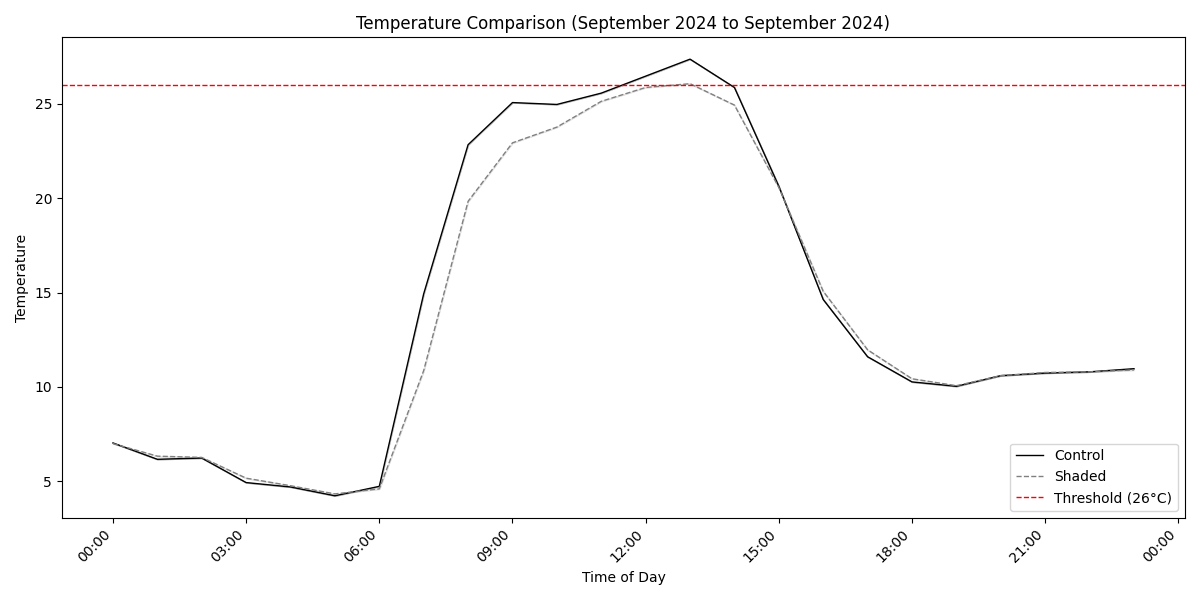 Temperature Comparison (September 2024 to September 2024)
Temperature
25
20
15
10
5
00:00
03:00
06:00
09:00
12:00
15:00
18:00
21:00
00:00
Time of Day
Control
Shaded
Threshold (26°C)